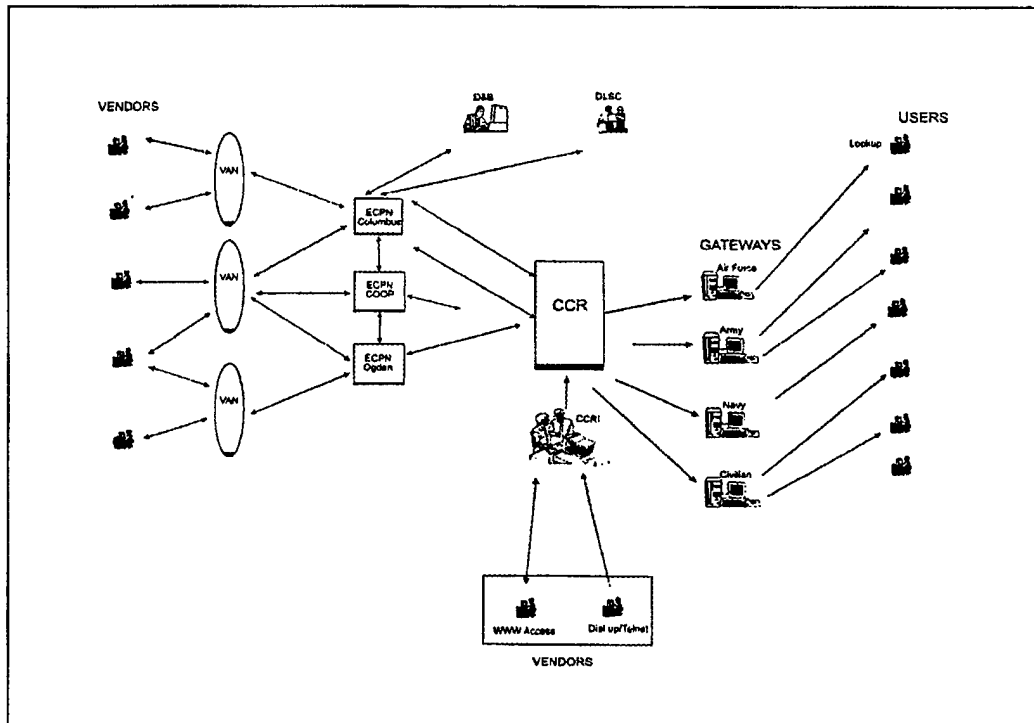 VENDORS
VAN
VAN
VAN
D&B
DLSC
ECPN
Columbus
ECPN
COOP
ECPN
Ogden
CCR
CCRI
GATEWAYS
Air Force
Army
Navy
Civilian
USERS
Lookup
WWW Access
Dial up/Telnet
VENDORS